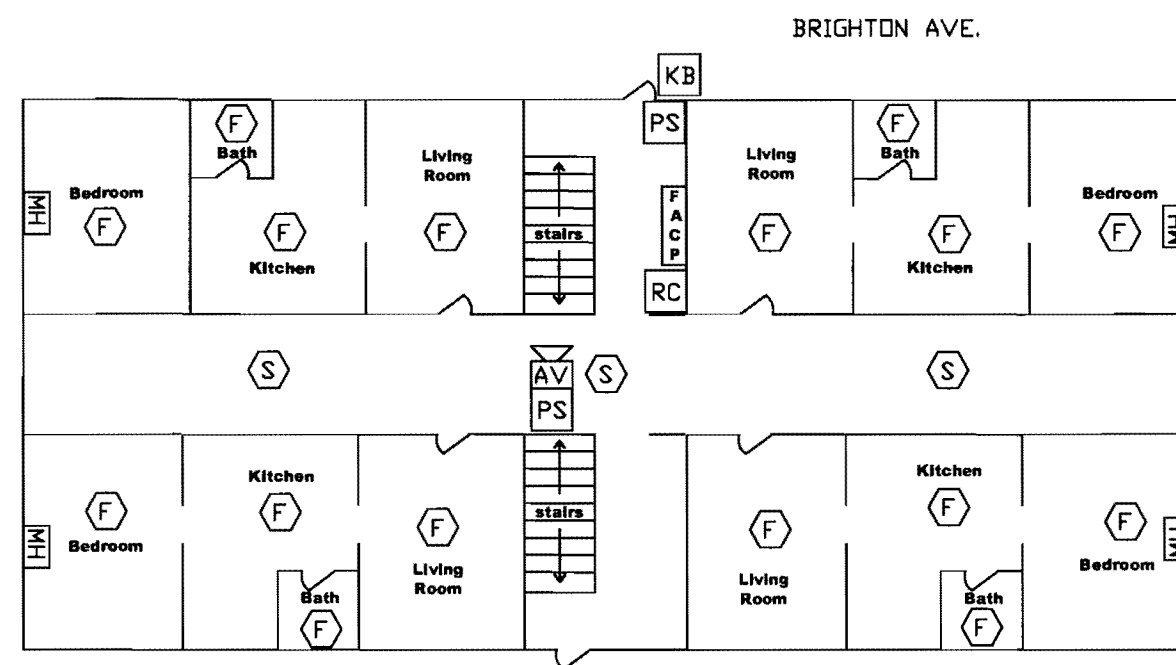 BRIGHTON AVE.
KB
F
PS
F
Bath
Living
Room
Living
Room
Bath
Bedroom
MH
F
F
F
stairs
F
A
C
P
F
F
Bedroom
F
Kitchen
Kitchen
RC
S
AV
S
S
PS
Kitchen
Kitchen
MH
F
F
F
stairs
F
F
F
Bedroom
Bedroom
Living
Room
Living
Room
Bath
F
Bath
F